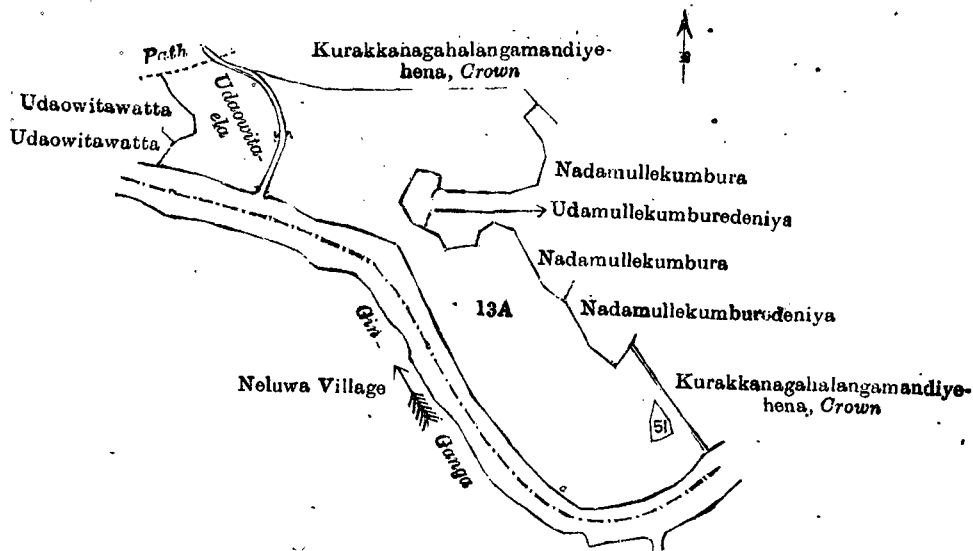 Path
Kurakkanagahalangamandiye-
hena, Crown
Udaowitawatta
Udaowitawatta
Udaowita-
ela
Nadamullekumbura
Udamullekumburedeniya
Nadamullekumbura
13A
Nadamullekumburedeniya
Gin
Neluwa Village
Kurakkanagahalangamandiye-
hena, Crown
51
Ganga